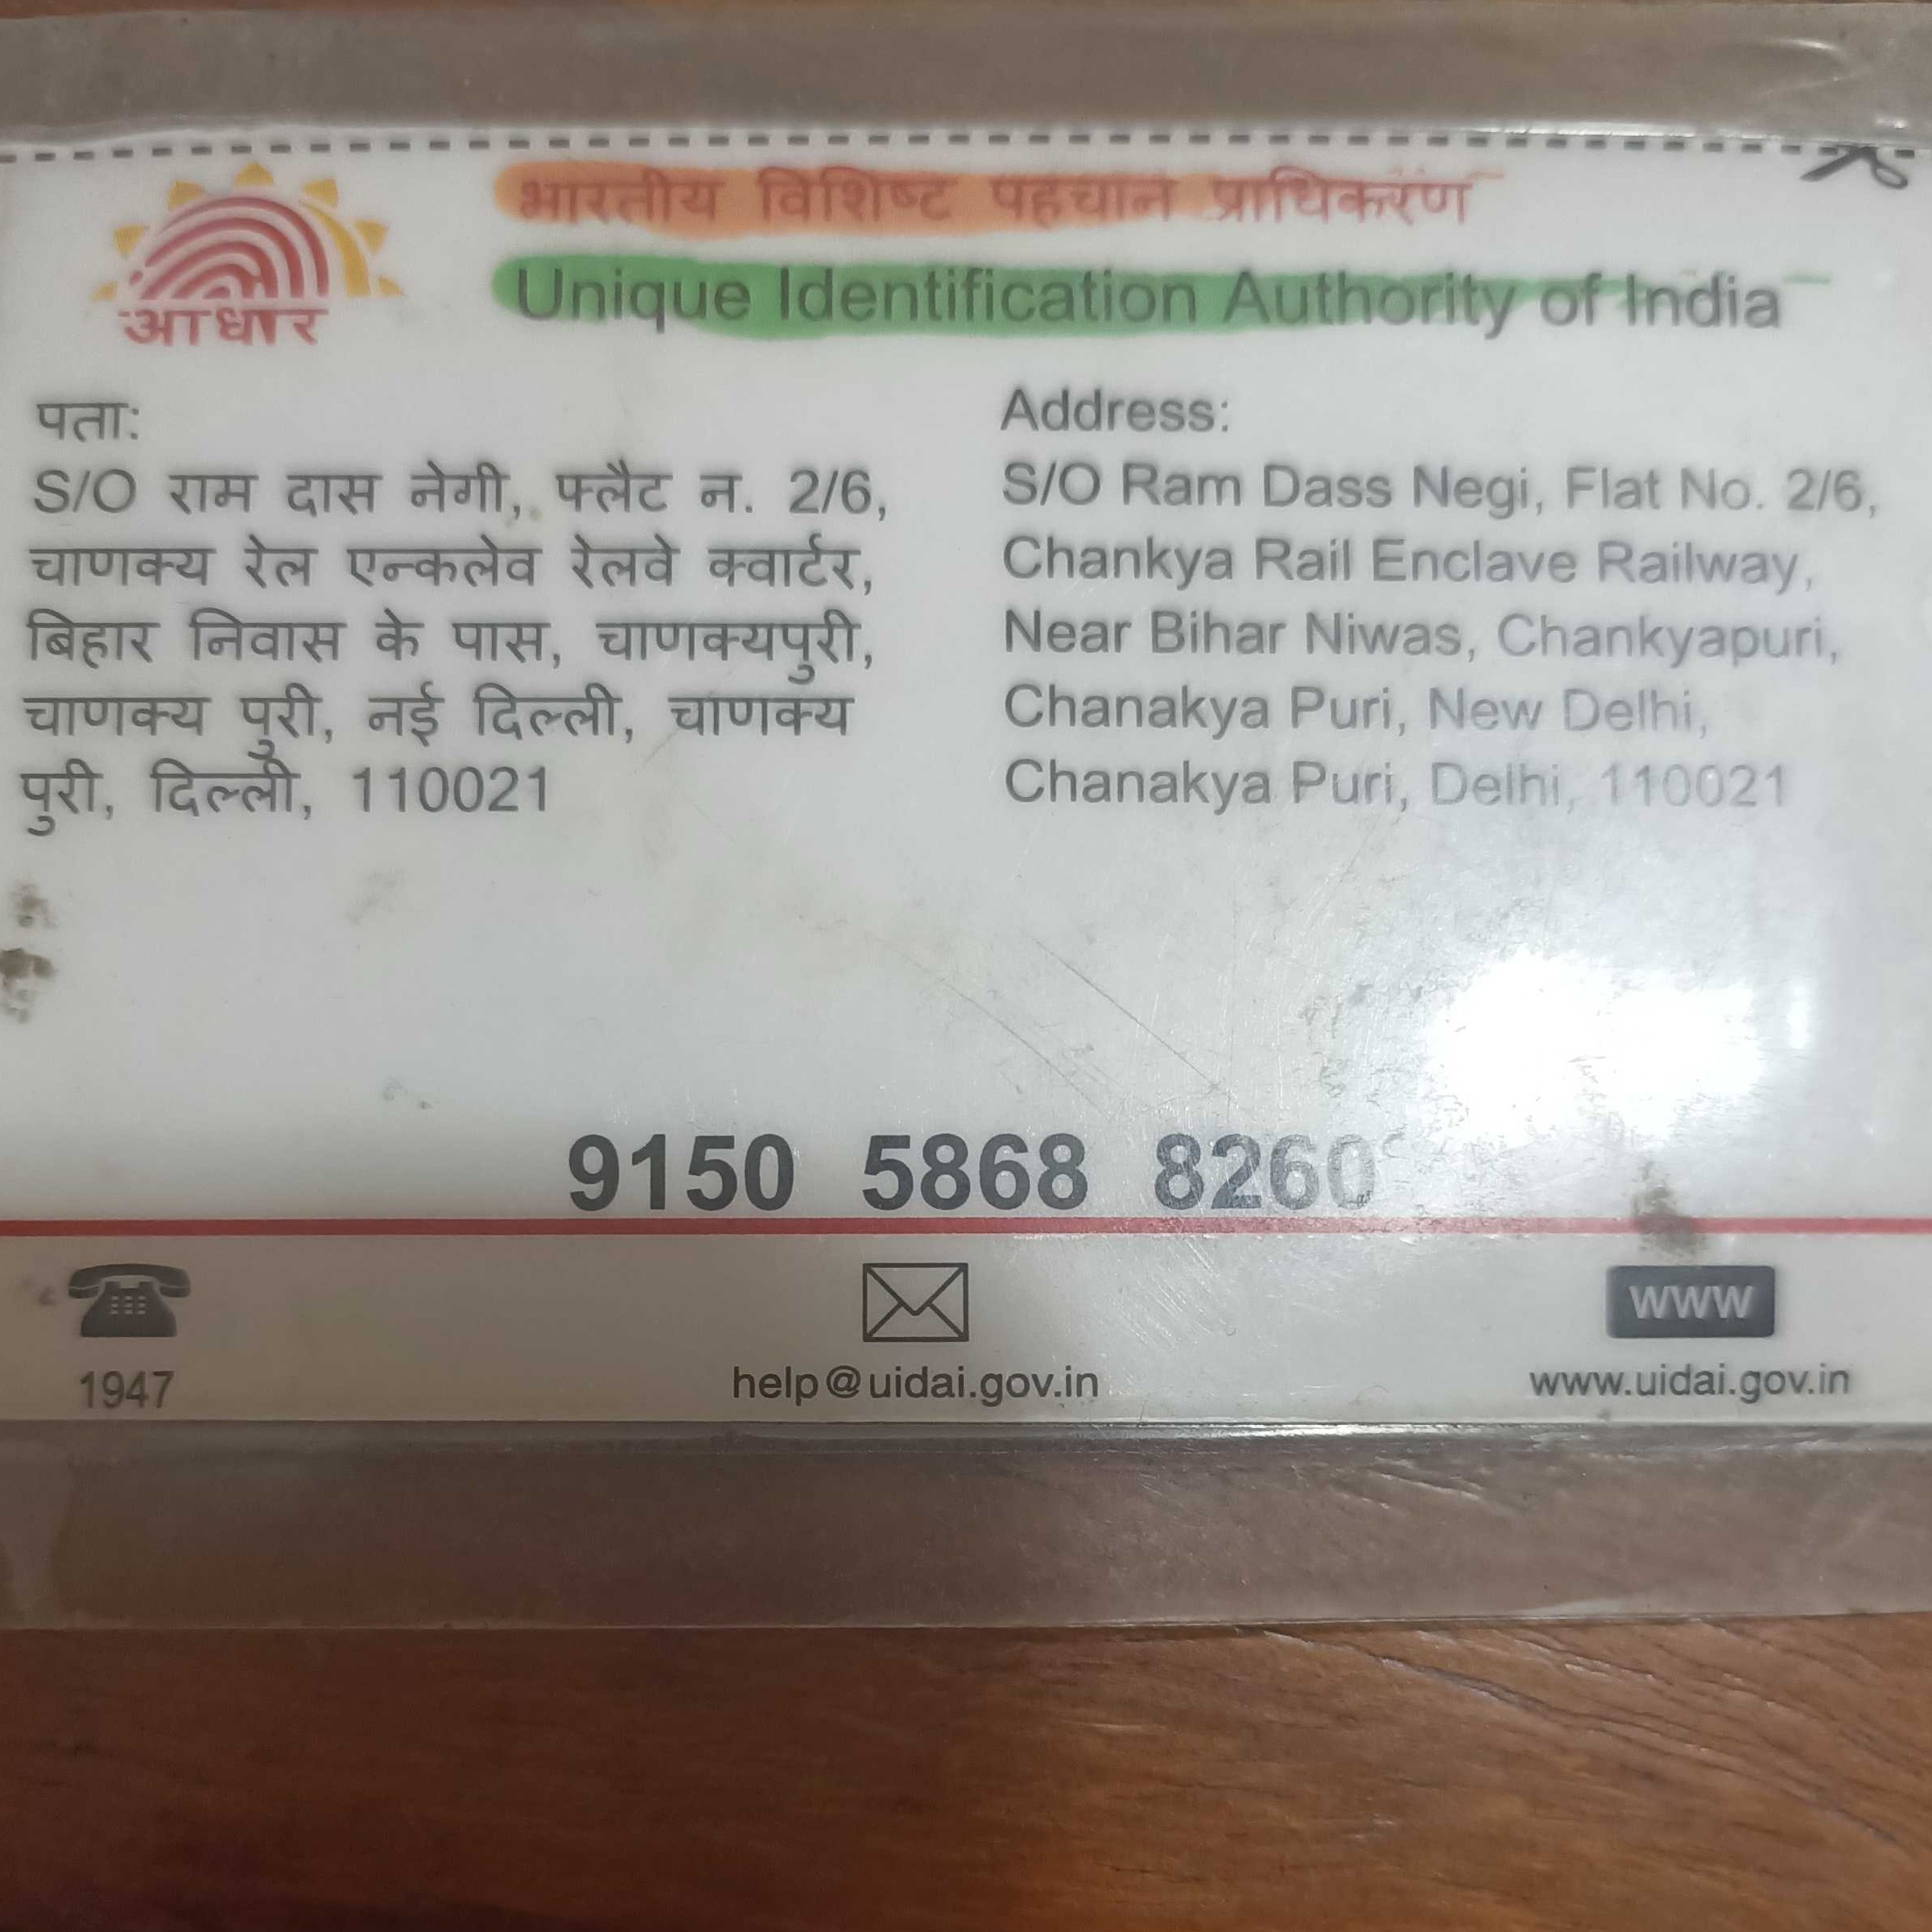 आधार
भारतीय विशिष्ट पहचान प्राधिकरण
Unique Identification Authority of India
पता:
S/O राम दास नेगी, फ्लैट न. 2/6,
चाणक्य रेल एन्कलेव रेलवे क्वार्टर,
बिहार निवास के पास, चाणक्यपुरी,
चाणक्य पुरी, नई दिल्ली, चाणक्य
पुरी, दिल्ली, 110021
Address:
S/O Ram Dass Negi, Flat No. 2/6,
Chankya Rail Enclave Railway,
Near Bihar Niwas, Chankyapuri,
Chanakya Puri, New Delhi,
Chanakya Puri, Delhi, 110021
9150 5868 8260
1947
help@uidai.gov.in
www
www.uidai.gov.in